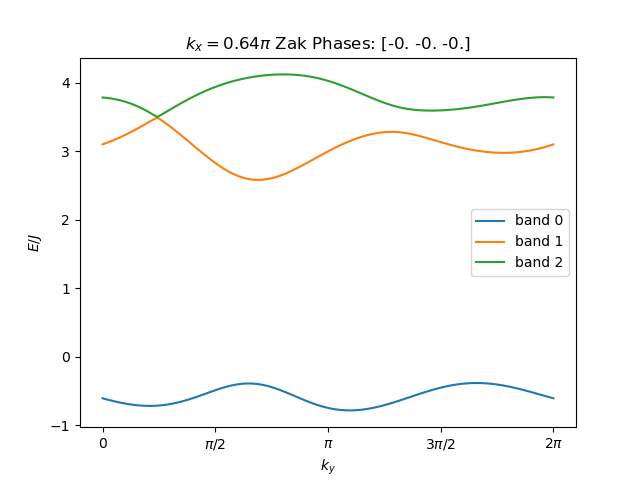 $k_x = 0.64\pi$ Zak Phases: [-0. -0. -0.]
E/J
4
3
2
1
0
−1
band 0
band 1
band 2
0
π/2
π
3π/2
2π
$k_y$